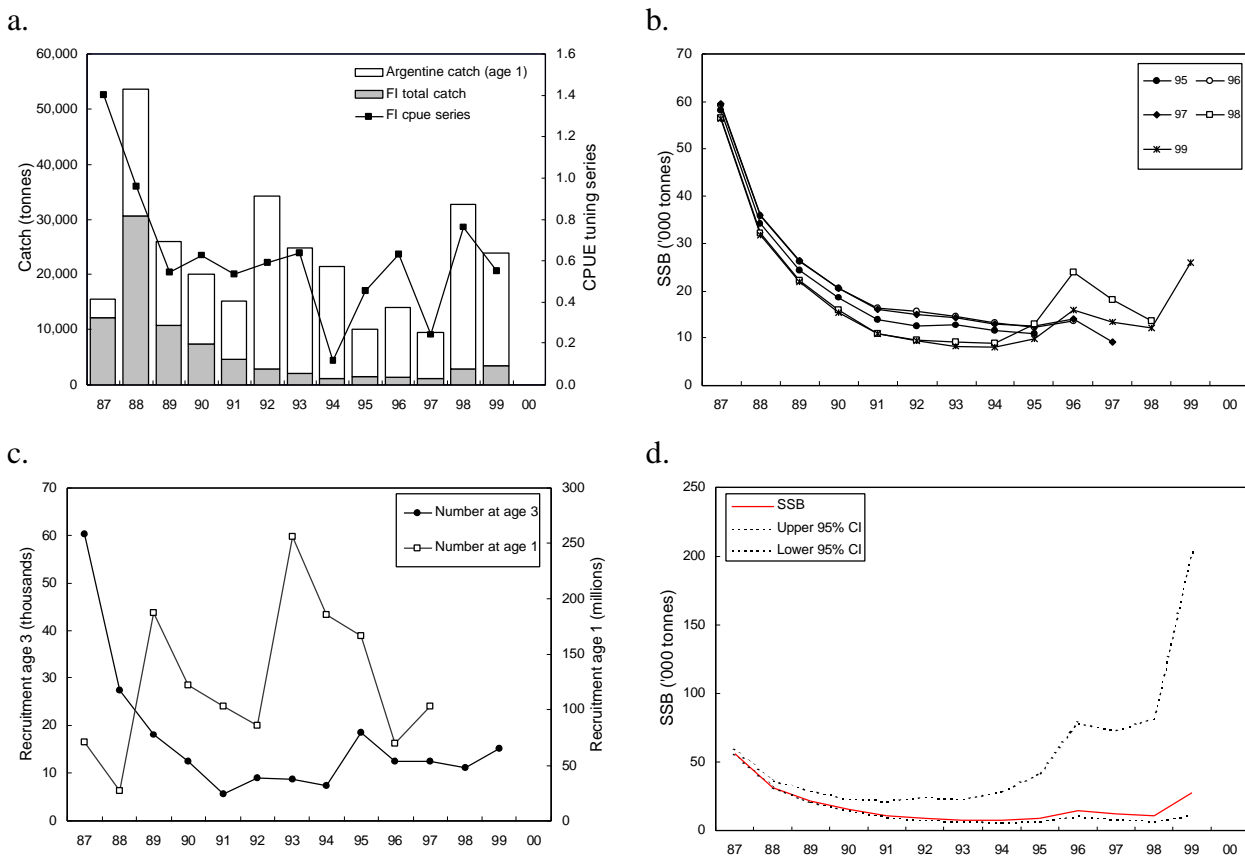 a.
60,000
50,000
40,000
30,000
20,000
10,000
0
Catch (tonnes)
1.6
1.4
1.2
1.0
0.8
0.6
0.4
0.2
0.0
CPUE tuning series
Argentine catch (age 1)
FI total catch
FI cpue series
87 88 89 90 91 92 93 94 95 96 97 98 99 00
b.
70
60
50
40
30
20
10
0
SSB ('000 tonnes)
95 96
97 98
99
87 88 89 90 91 92 93 94 95 96 97 98 99 00
c.
70
60
50
40
30
20
10
0
Recruitment age 3 (thousands)
300
250
200
150
100
50
0
Recruitment age 1 (millions)
Number at age 3
Number at age 1
87 88 89 90 91 92 93 94 95 96 97 98 99 00
d.
250
200
150
100
50
0
SSB ('000 tonnes)
SSB
Upper 95% CI
Lower 95% CI
87 88 89 90 91 92 93 94 95 96 97 98 99 00